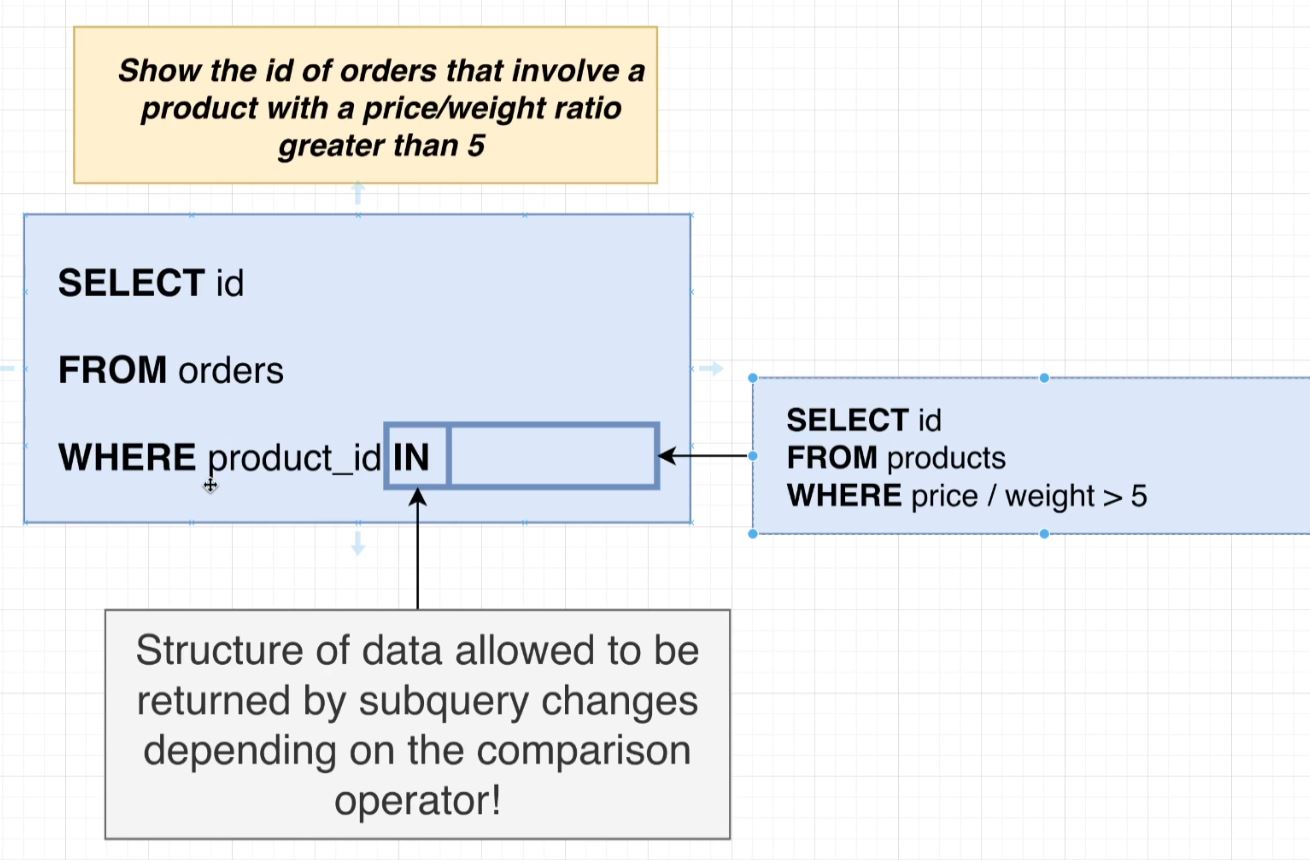 Show the id of orders that involve a
product with a price/weight ratio
greater than 5
SELECT id
FROM orders
WHERE product_id IN
SELECT id
FROM products
WHERE price / weight > 5
Structure of data allowed to be
returned by subquery changes
depending on the comparison
operator!